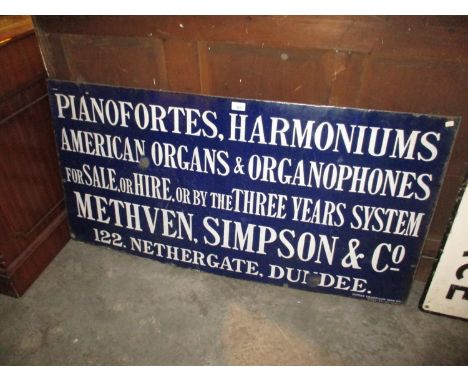 PIANOFORTES, HARMONIUMS
AMERICAN ORGANS & ORGANOPHONES
FOR SALE, OR HIRE, OR BY THE THREE YEARS SYSTEM
METHVEN, SIMPSON & CO
122, NETHERGATE, DUNDEE.